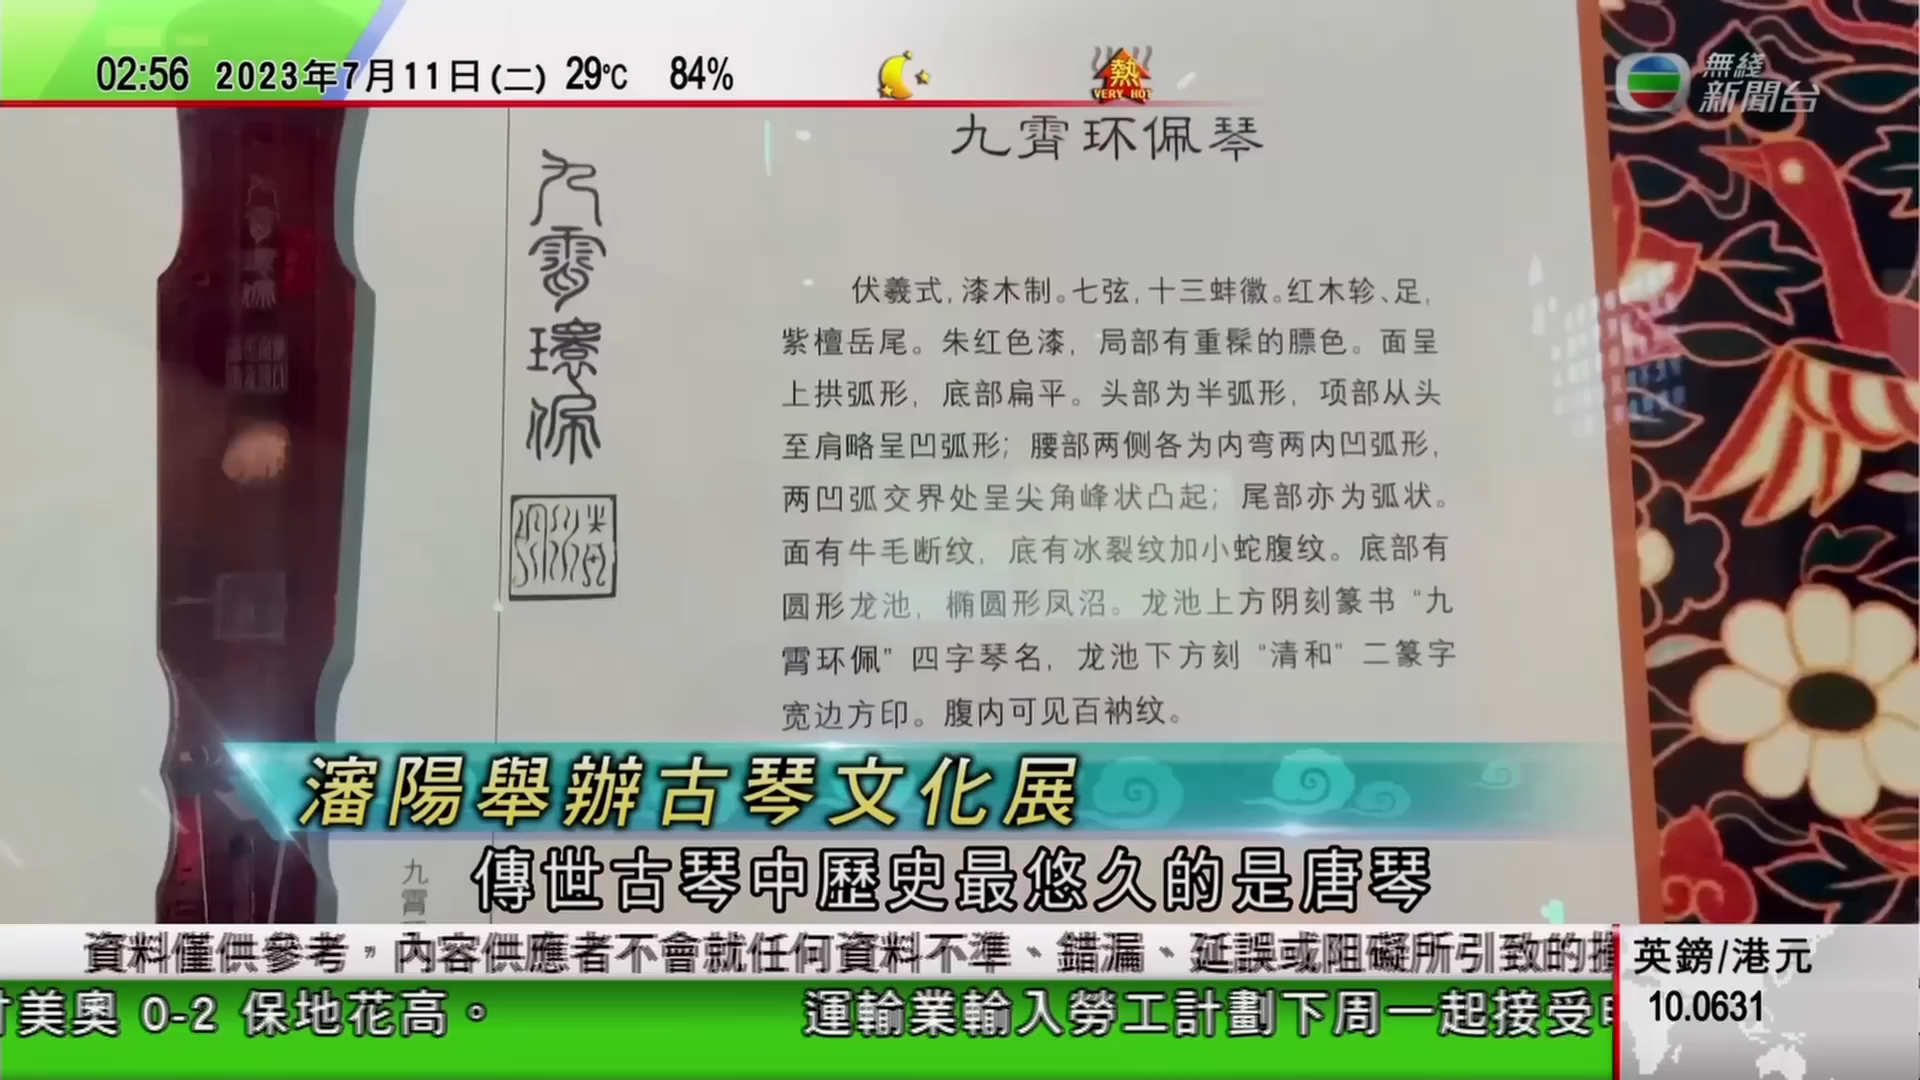 02:56 2023年7月11日(二) 29℃ 84%
熱
VERY HOT
無綫
新聞台
九霄环佩琴
九霄環佩
伏羲式,漆木制。七弦,十三蚌徽。红木轸、足,
紫檀岳尾。朱红色漆,局部有重髹的膘色。面呈
上拱弧形,底部扁平。头部为半弧形,项部从头
至肩略呈凹弧形;腰部两侧各为内弯两内凹弧形,
两凹弧交界处呈尖角峰状凸起;尾部亦为弧状。
面有牛毛断纹,底有冰裂纹加小蛇腹纹。底部有
圆形龙池,椭圆形凤沼。龙池上方阴刻篆书“九
霄环佩”四字琴名,龙池下方刻“清和”二篆字
宽边方印。腹内可见百衲纹。
九霄
瀋陽舉辦古琴文化展
傳世古琴中歷史最悠久的是唐琴
資料僅供參考,內容供應者不會就任何資料不準、錯漏、延誤或阻礙所引致的
美奧 0-2 保地花高。 運輸業輸入勞工計劃下周一起接受
英鎊/港元
10.0631